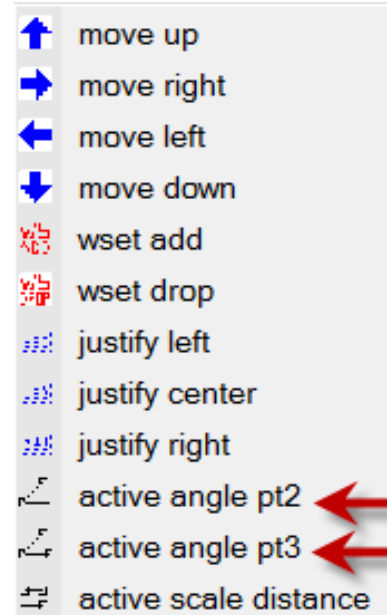 move up
move right
move left
move down
wset add
wset drop
justify left
justify center
justify right
active angle pt2
active angle pt3
active scale distance